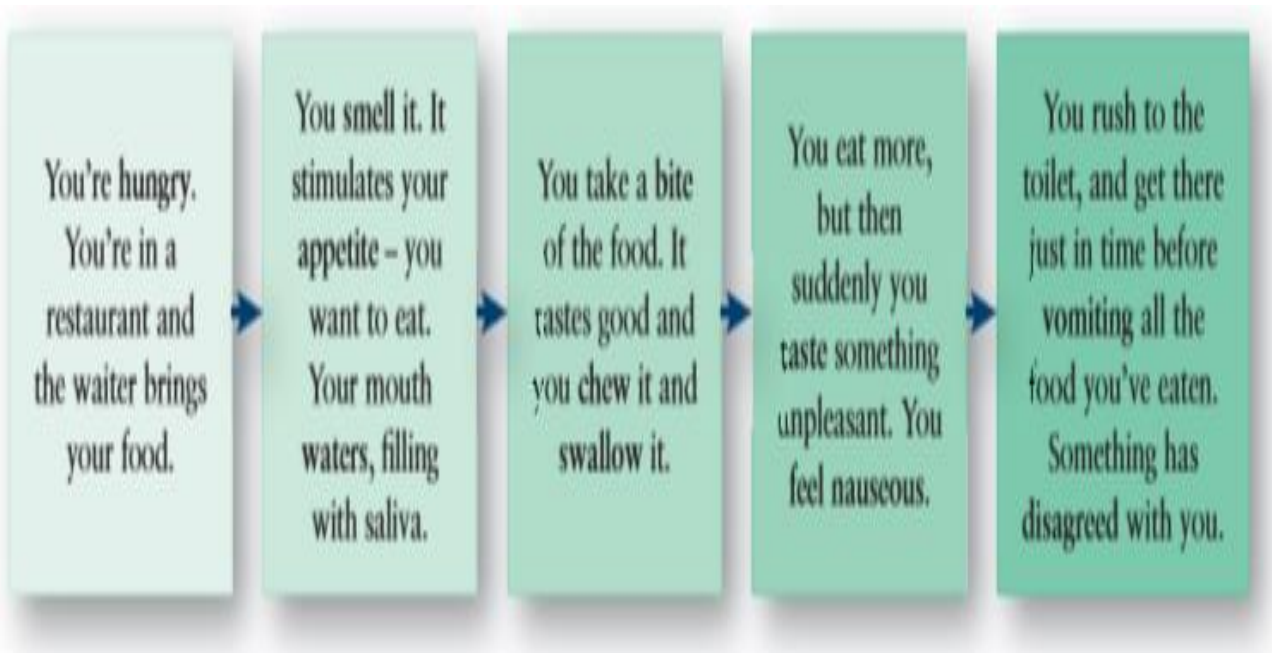 You're hungry.
You're in a
restaurant and
the waiter brings
your food.
You smell it. It
stimulates your
appetite – you
want to eat.
Your mouth
waters, filling
with saliva.
You take a bite
of the food. It
tastes good and
you chew it and
swallow it.
You eat more,
but then
suddenly you
taste something
unpleasant. You
feel nauseous.
You rush to the
toilet, and get there
just in time before
vomiting all the
food you've eaten.
Something has
disagreed with you.